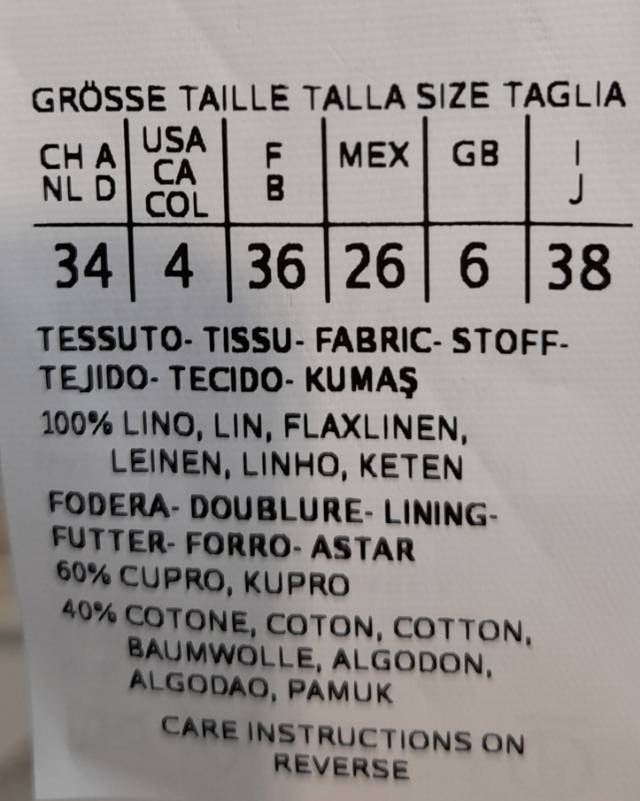 GRÖSSE TAILLE TALLA SIZE TAGLIA
CH A NL D | USA CA COL | F B | MEX | GB | I J
34 | 4 | 36 | 26 | 6 | 38
TESSUTO- TISSU- FABRIC- STOFF-
TEJIDO- TECIDO- KUMAŞ
100% LINO, LIN, FLAXLINEN,
LEINEN, LINHO, KETEN
FODERA- DOUBLURE- LINING-
FUTTER- FORRO- ASTAR
60% CUPRO, KUPRO
40% COTONE, COTON, COTTON,
BAUMWOLLE, ALGODON,
ALGODAO, PAMUK
CARE INSTRUCTIONS ON
REVERSE